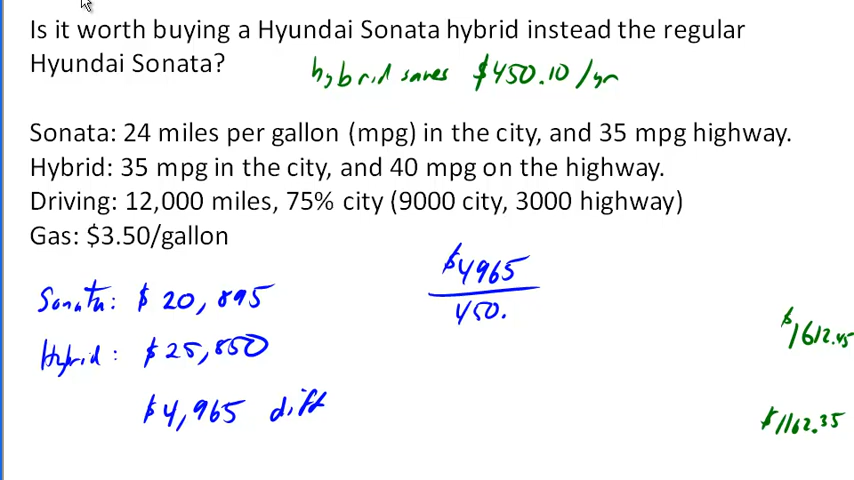 Is it worth buying a Hyundai Sonata hybrid instead the regular
Hyundai Sonata?
hybrid saves $450.10/yr
Sonata: 24 miles per gallon (mpg) in the city, and 35 mpg highway.
Hybrid: 35 mpg in the city, and 40 mpg on the highway.
Driving: 12,000 miles, 75% city (9000 city, 3000 highway)
Gas: $3.50/gallon
$4965
450.
Sonata: $20,895
Hybrid: $25,850
$4,965 diff
$1612.45
$1162.35